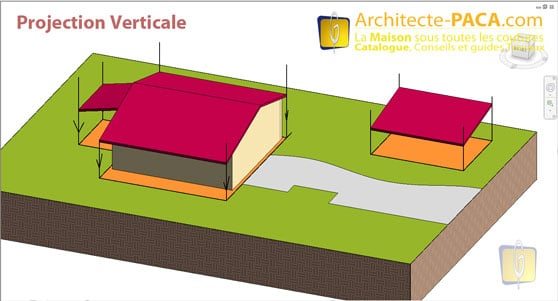 Projection Verticale
Architecte-PACA.com
La Maison sous toutes les coutures
Catalogue, Conseils et guides